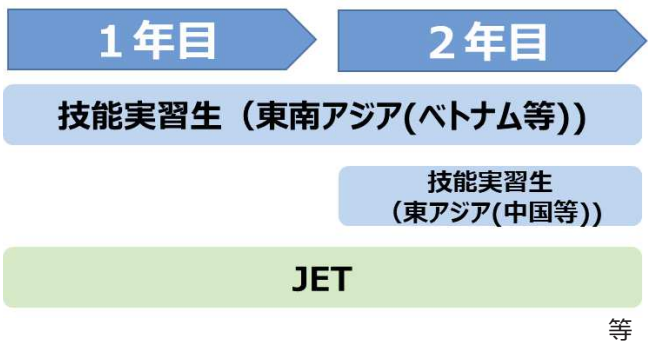 １年目
２年目
技能実習生（東南アジア(ベトナム等)）
技能実習生
（東アジア(中国等)）
JET
等